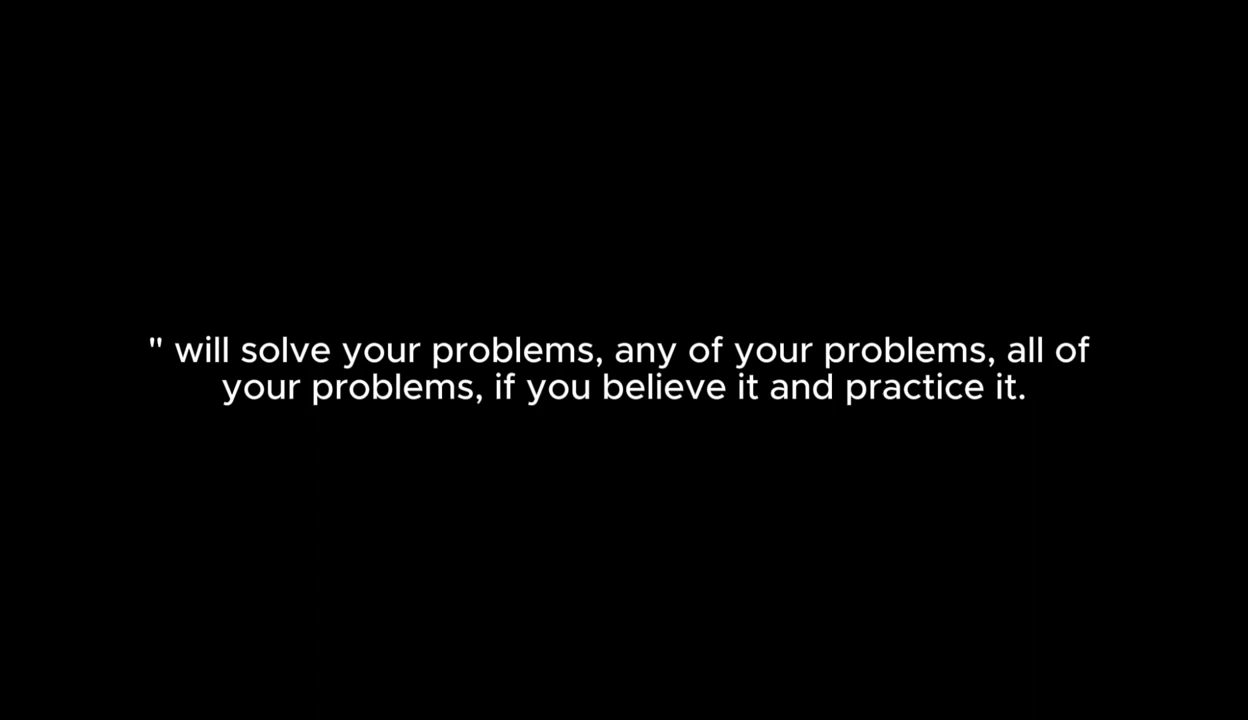 " will solve your problems, any of your problems, all of
your problems, if you believe it and practice it.